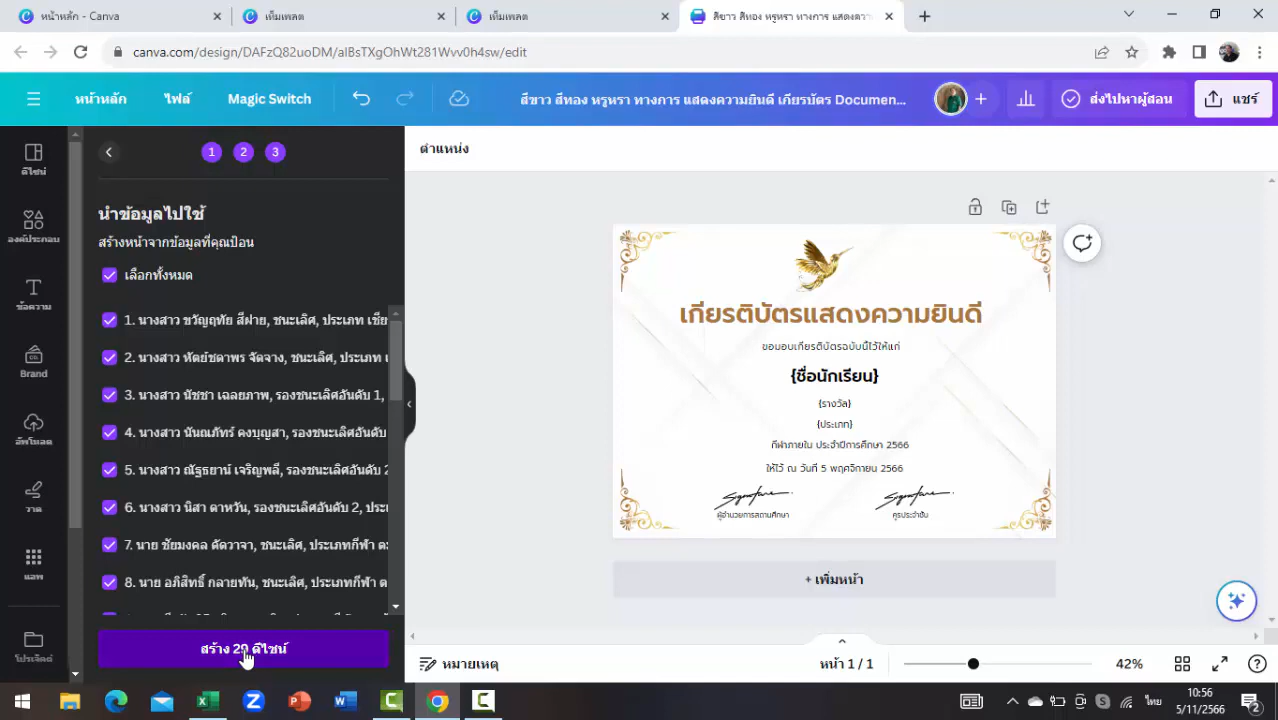 หน้าหลัก - Canva
เท็มเพลต
เท็มเพลต
สีขาว สีทอง หรูหรา ทางการ แสดงควา
canva.com/design/DAFzQ82uoDM/alBsTXgOhWt281Wvv0h4sw/edit
หน้าหลัก
ไฟล์
Magic Switch
สีขาว สีทอง หรูหรา ทางการ แสดงความยินดี เกียรบัตร Documen...
ส่งไปหาผู้สอน
แชร์
ดีไซน์
องค์ประกอบ
ข้อความ
Brand
อัพโหลด
วาด
แอพ
โปรเจ็กต์
1 2 3
นำข้อมูลไปใช้
สร้างหน้าจากข้อมูลที่คุณป้อน
เลือกทั้งหมด
1. นางสาว ขวัญฤทัย สีฝาย, ชนะเลิศ, ประเภท เชีย
2. นางสาว หัตย์ชดาพร จัดจาง, ชนะเลิศ, ประเภท เ
3. นางสาว นัชชา เฉลยภาพ, รองชนะเลิศอันดับ 1,
4. นางสาว นันณภัทร์ คงบุญสา, รองชนะเลิศอันดับ
5. นางสาว ณัฐธยาน์ เจริญพลี, รองชนะเลิศอันดับ 2
6. นางสาว นิสา ดาหวัน, รองชนะเลิศอันดับ 2, ประเ
7. นาย ชัยมงคล คัดวาจา, ชนะเลิศ, ประเภทกีฬา ตะ
8. นาย อภิสิทธิ์ กลายทัน, ชนะเลิศ, ประเภทกีฬา ต
สร้าง 29 ดีไซน์
ตำแหน่ง
เกียรติบัตรแสดงความยินดี
ขอมอบเกียรติบัตรฉบับนี้ไว้ให้แก่
{ชื่อนักเรียน}
{รางวัล}
{ประเภท}
กีฬาภายใน ประจำปีการศึกษา 2566
ให้ไว้ ณ วันที่ 5 พฤศจิกายน 2566
Signature
Signature
ผู้อำนวยการสถานศึกษา
ครูประจำชั้น
+ เพิ่มหน้า
หมายเหตุ
หน้า 1 / 1
42%
ไทย
10:56
5/11/2566
2